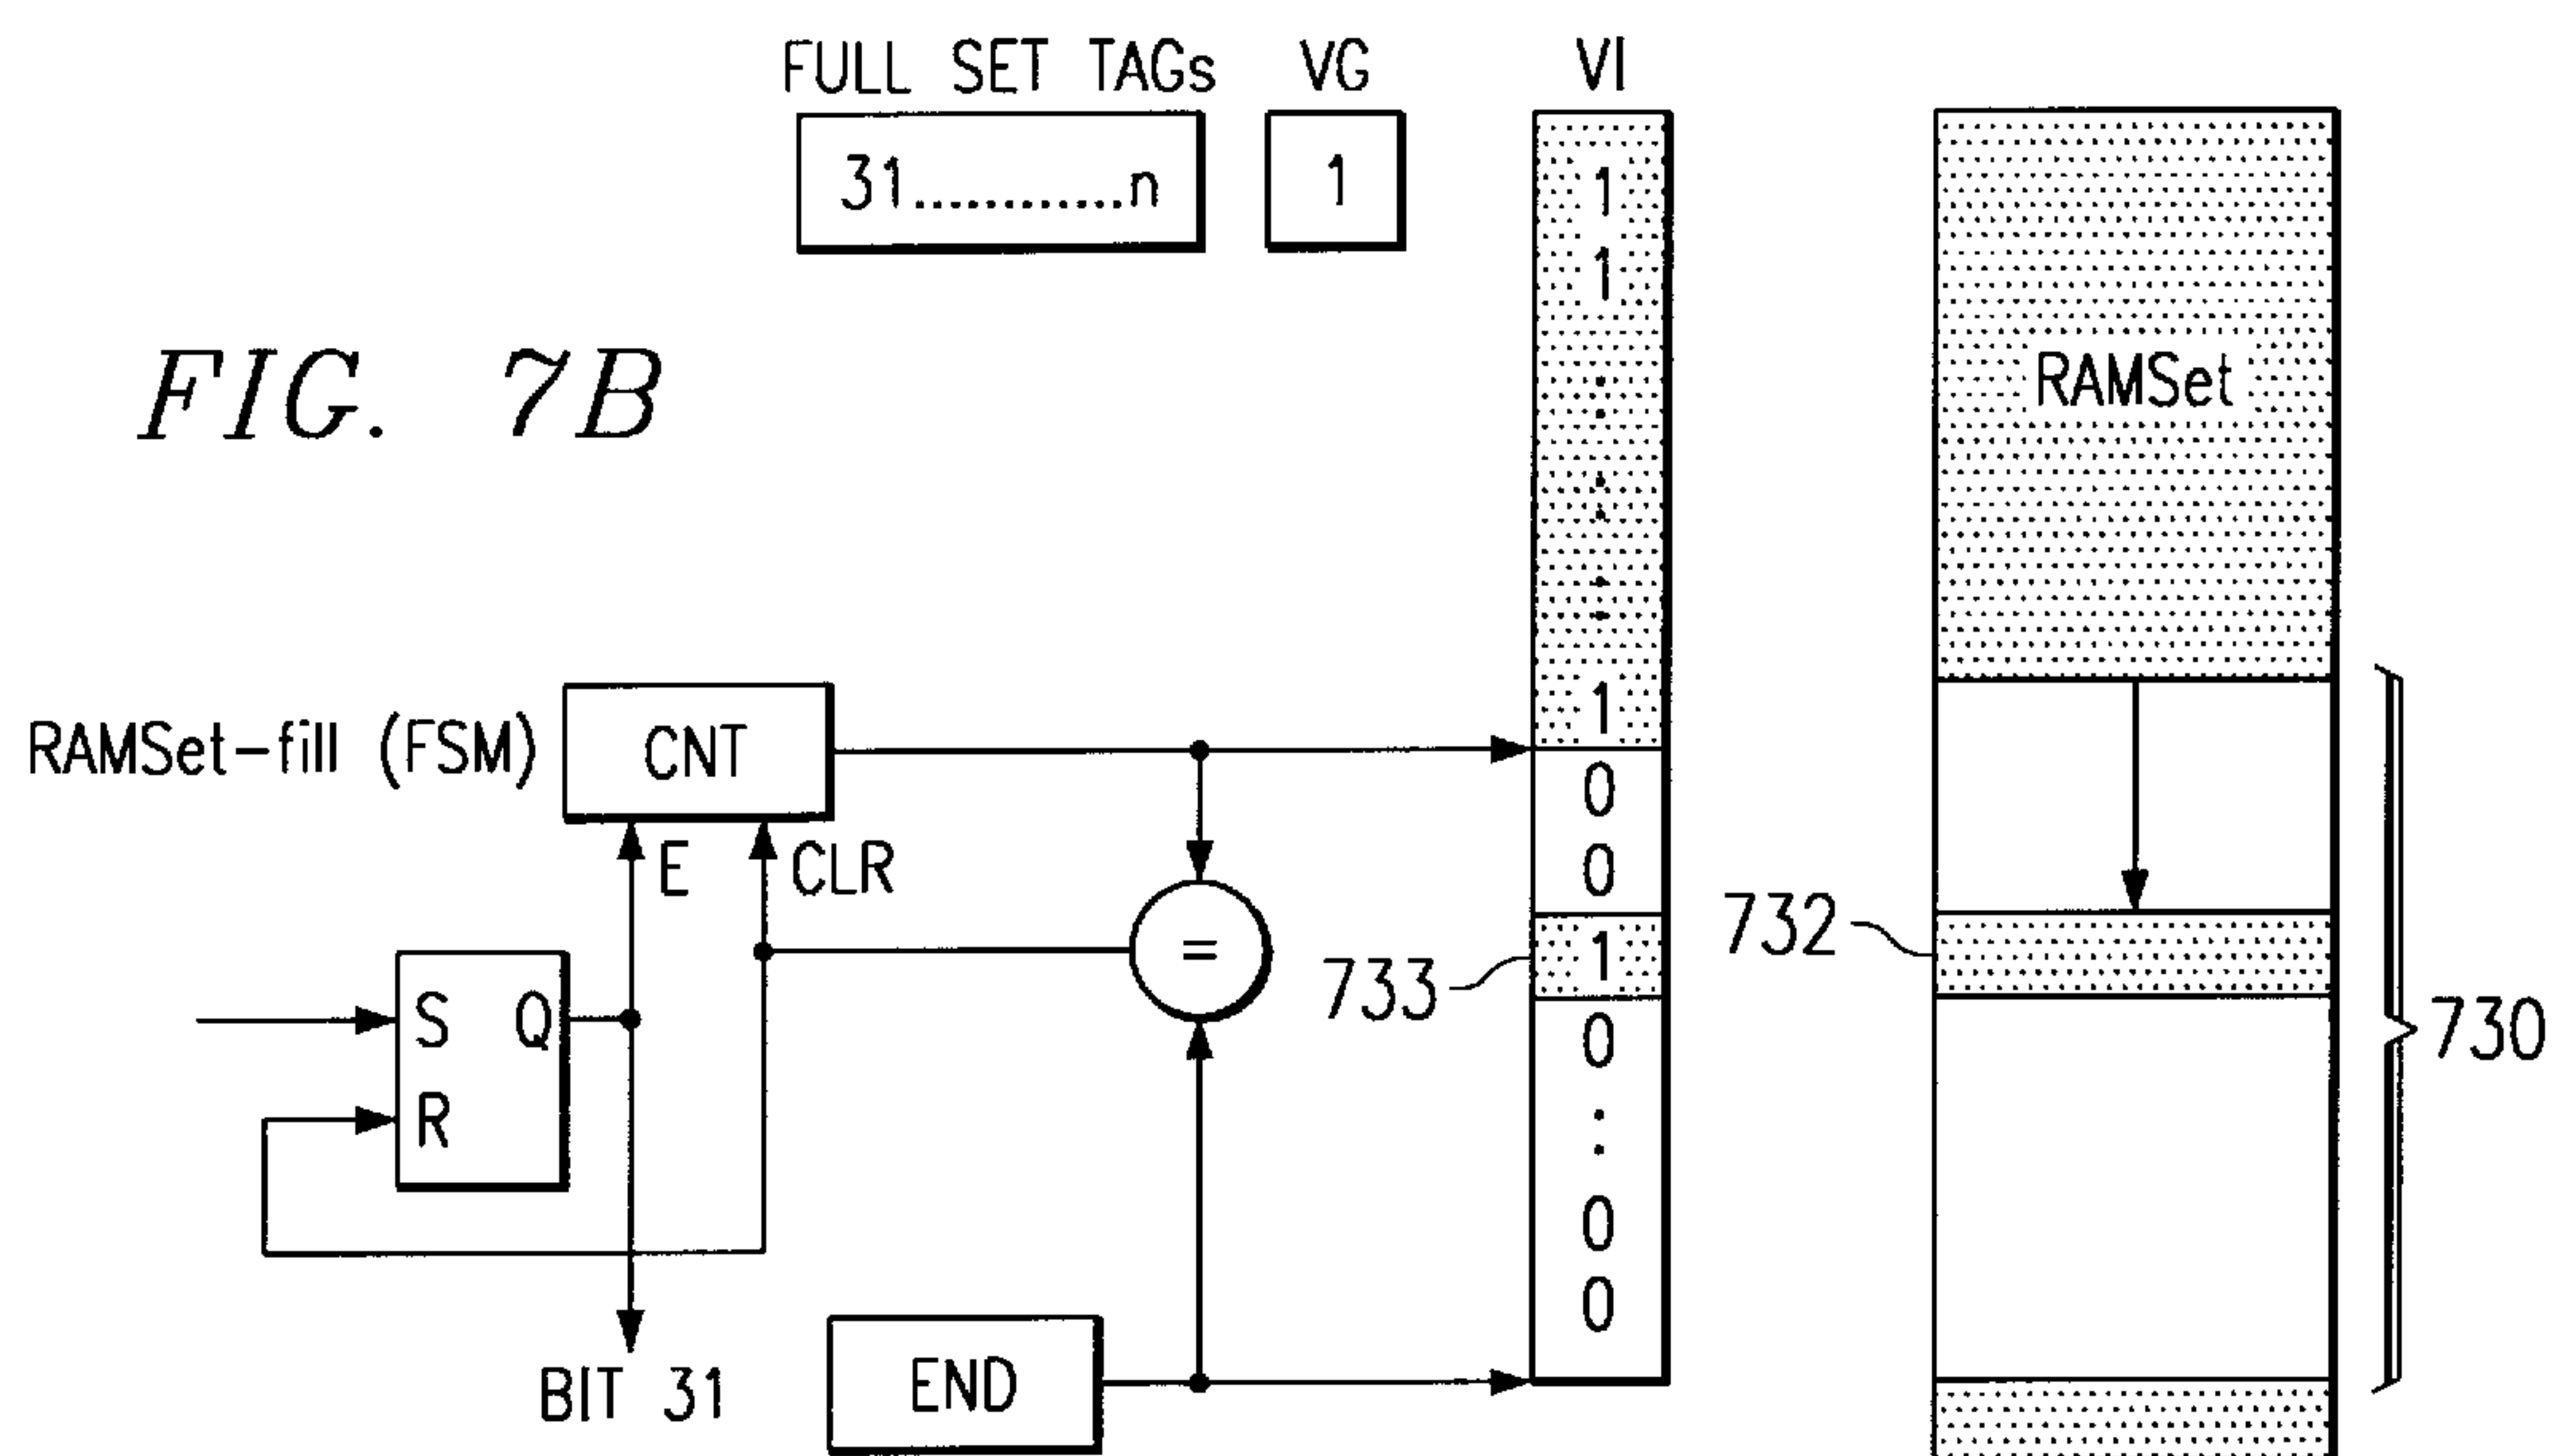 FULL SET TAGs VG VI
31............n 1
1
1
RAMSet
FIG. 7B
1
RAMSet-fill (FSM) CNT
0
E CLR
0
732
1
733
S Q
R
0
730
0
0
BIT 31
END